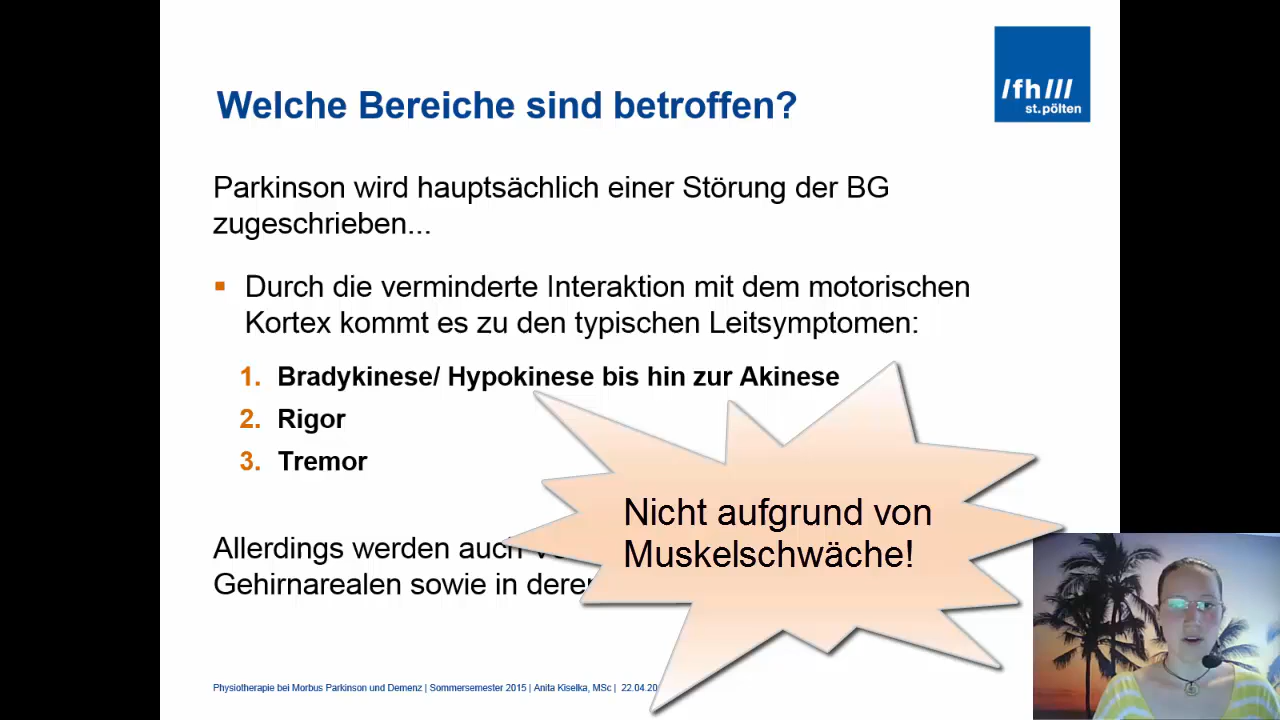 /fh///
st.pölten
Welche Bereiche sind betroffen?
Parkinson wird hauptsächlich einer Störung der BG
zugeschrieben...
Durch die verminderte Interaktion mit dem motorischen
Kortex kommt es zu den typischen Leitsymptomen:
1. Bradykinese/ Hypokinese bis hin zur Akinese
2. Rigor
3. Tremor
Nicht aufgrund von
Muskelschwäche!
Allerdings werden auch
Gehirnarealen sowie in
Physiotherapie bei Morbus Parkinson und Demenz | Sommersemester 2015 | Anita Kiselka, MSc | 22.04.20